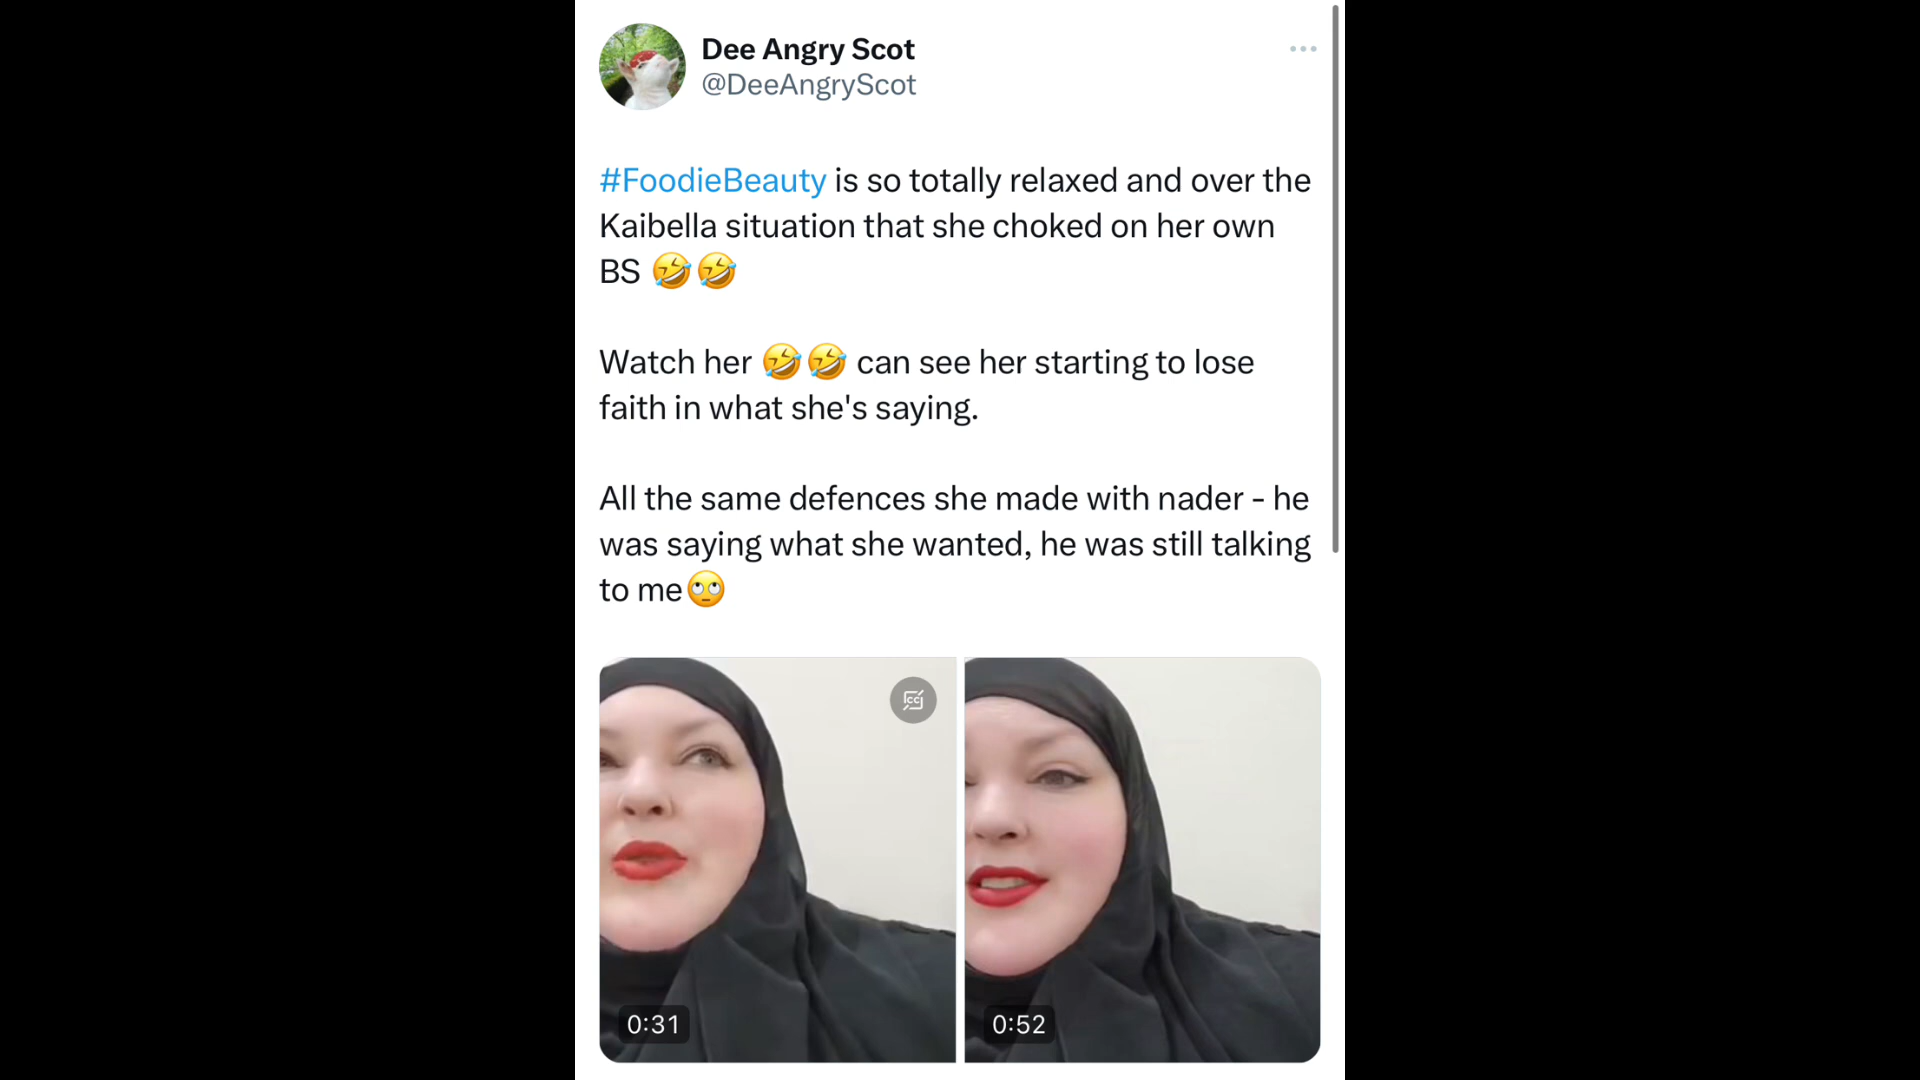 Dee Angry Scot
@DeeAngryScot
#FoodieBeauty is so totally relaxed and over the
Kaibella situation that she choked on her own
BS 🤣🤣
Watch her 🤣🤣 can see her starting to lose
faith in what she's saying.
All the same defences she made with nader - he
was saying what she wanted, he was still talking
to me🙄
CC
0:31
0:52